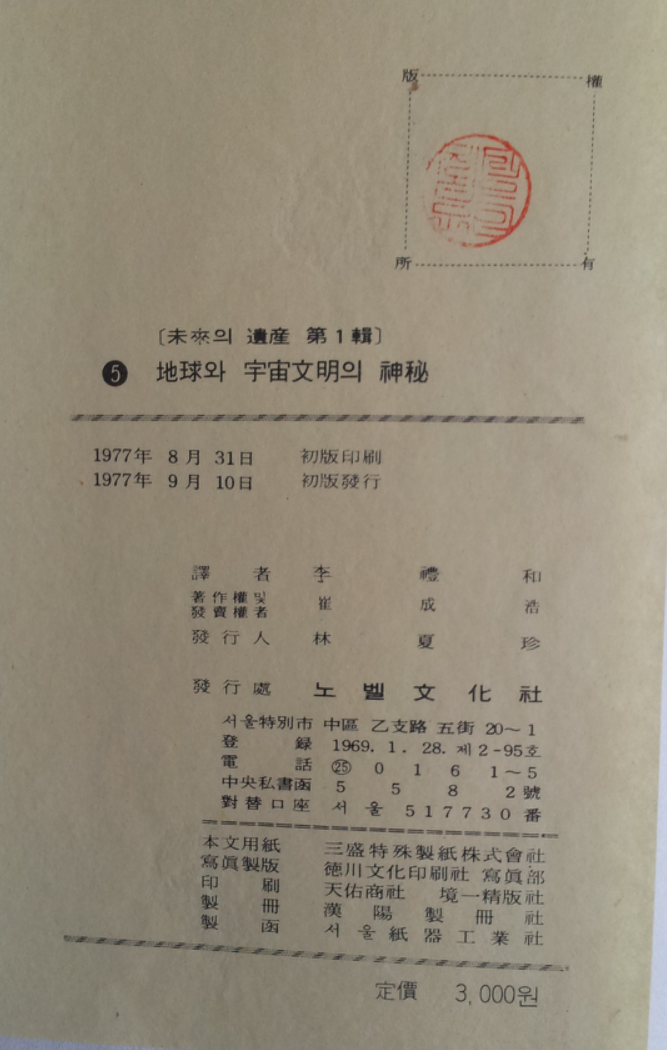 版 權
所 有
〔未來의 遺産 第1輯〕
❺ 地球와 宇宙文明의 神秘
1977年 8月 31日 初版印刷
1977年 9月 10日 初版發行
譯者 李禮和
著作權및
發賣權者 崔成浩
發行人 林夏珍
發行處 노벨文化社
서울特別市 中區 乙支路 五街 20~1
登錄 1969. 1. 28. 제2-95호
電話 ㉕ 0161~5
中央私書函 5582號
對替口座 서울 517730番
本文用紙 三盛特殊製紙株式會社
寫眞製版 徳川文化印刷社 寫眞部
印刷 天佑商社 境一精版社
製冊 漢陽製冊社
製函 서울紙器工業社
定價 3,000원